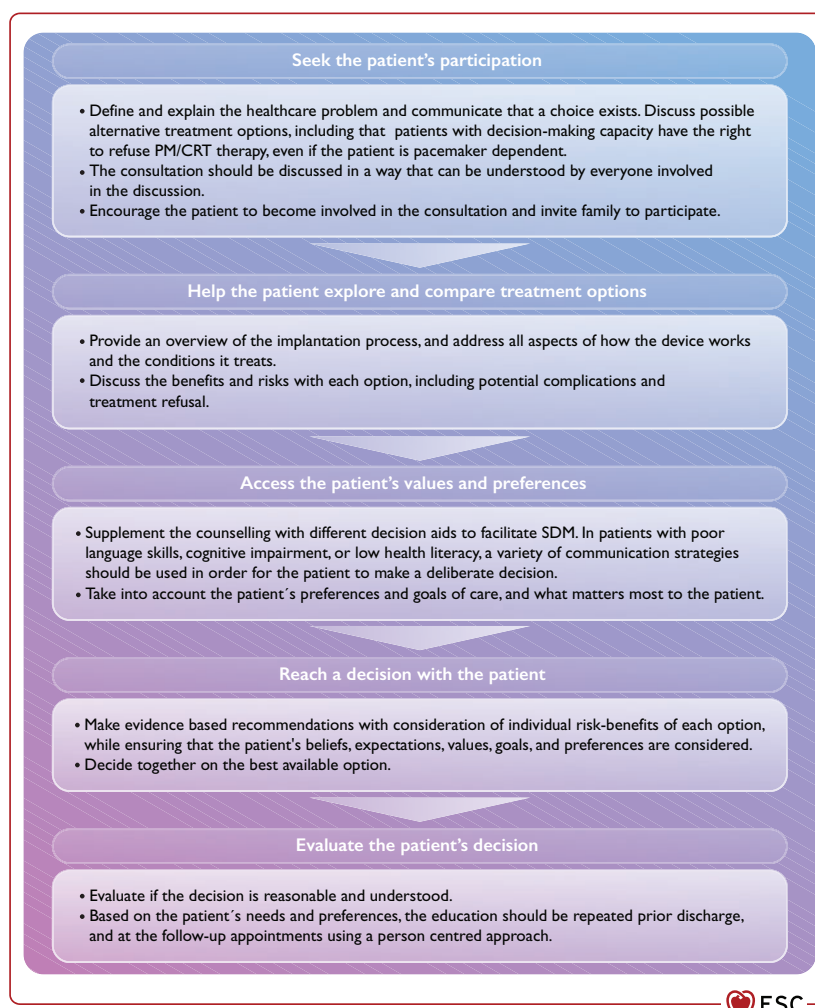 Seek the patient's participation
• Define and explain the healthcare problem and communicate that a choice exists. Discuss possible
alternative treatment options, including that patients with decision-making capacity have the right
to refuse PM/CRT therapy, even if the patient is pacemaker dependent.
• The consultation should be discussed in a way that can be understood by everyone involved
in the discussion.
• Encourage the patient to become involved in the consultation and invite family to participate.
Help the patient explore and compare treatment options
• Provide an overview of the implantation process, and address all aspects of how the device works
and the conditions it treats.
• Discuss the benefits and risks with each option, including potential complications and
treatment refusal.
Access the patient's values and preferences
• Supplement the counselling with different decision aids to facilitate SDM. In patients with poor
language skills, cognitive impairment, or low health literacy, a variety of communication strategies
should be used in order for the patient to make a deliberate decision.
• Take into account the patient´s preferences and goals of care, and what matters most to the patient.
Reach a decision with the patient
• Make evidence based recommendations with consideration of individual risk-benefits of each option,
while ensuring that the patient's beliefs, expectations, values, goals, and preferences are considered.
• Decide together on the best available option.
Evaluate the patient's decision
• Evaluate if the decision is reasonable and understood.
• Based on the patient´s needs and preferences, the education should be repeated prior discharge,
and at the follow-up appointments using a person centred approach.
ESC